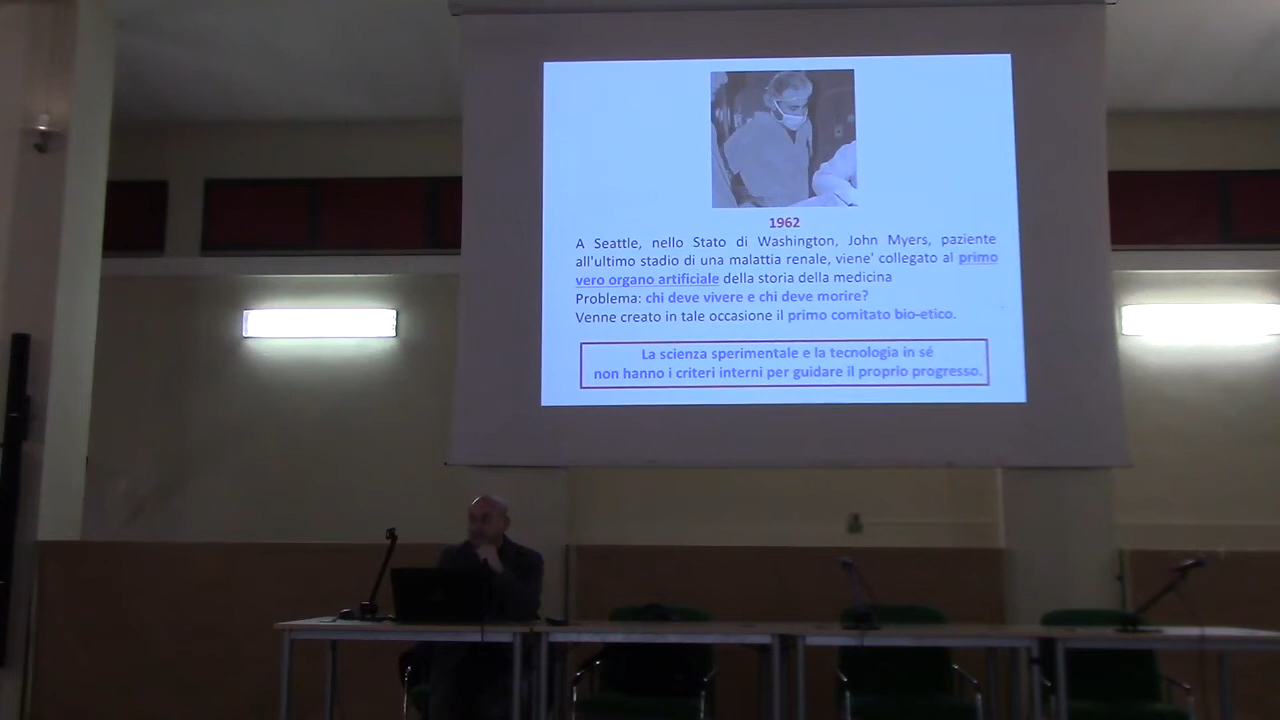 1962
A Seattle, nello Stato di Washington, John Myers, paziente
all'ultimo stadio di una malattia renale, viene' collegato al primo
vero organo artificiale della storia della medicina
Problema: chi deve vivere e chi deve morire?
Venne creato in tale occasione il primo comitato bio-etico.
La scienza sperimentale e la tecnologia in sé
non hanno i criteri interni per guidare il proprio progresso.